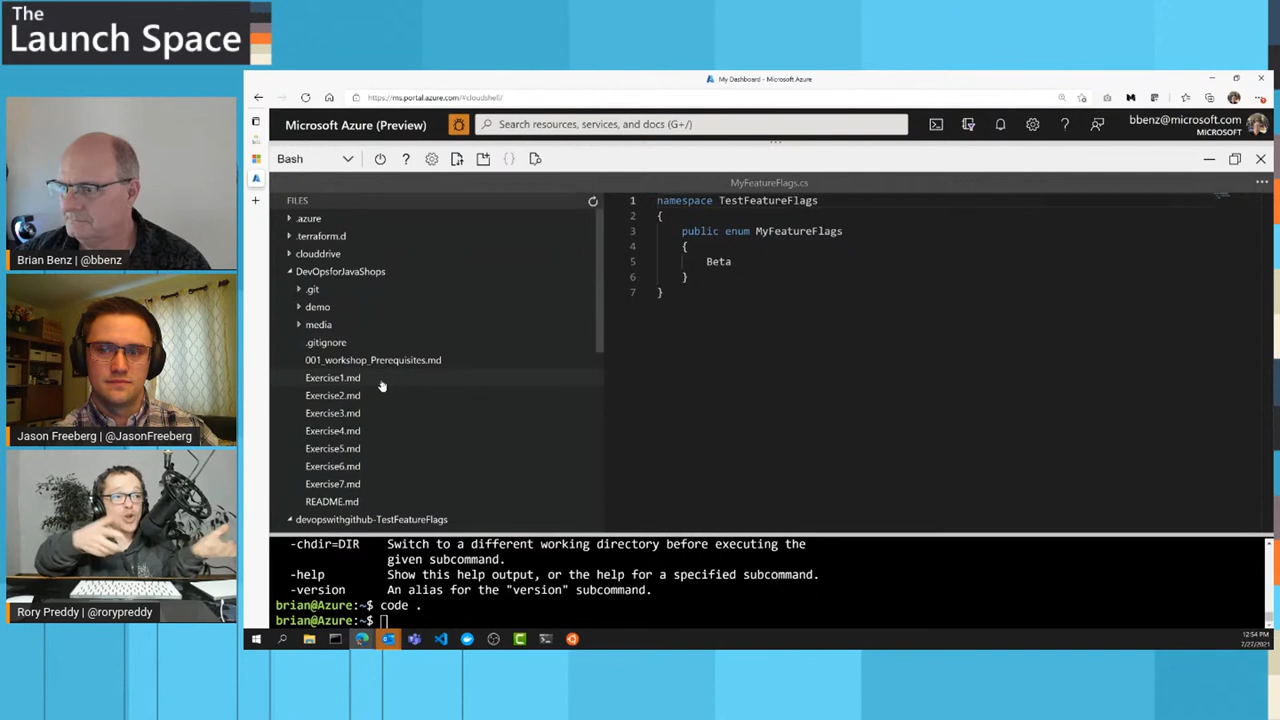 The
Launch Space
Brian Benz | @bbenz
Jason Freeberg | @JasonFreeberg
Rory Preddy | @rorypreddy
My Dashboard - Microsoft Azure
https://ms.portal.azure.com/#cloudshell/
Microsoft Azure (Preview)
Search resources, services, and docs (G+/)
bbenz@microsoft.com
MICROSOFT
Bash
FILES
.azure
.terraform.d
clouddrive
DevOpsforJavaShops
.git
demo
media
.gitignore
001_workshop_Prerequisites.md
Exercise1.md
Exercise2.md
Exercise3.md
Exercise4.md
Exercise5.md
Exercise6.md
Exercise7.md
README.md
devopswithgithub-TestFeatureFlags
MyFeatureFlags.cs
1 namespace TestFeatureFlags
2 {
3 public enum MyFeatureFlags
4 {
5 Beta
6 }
7 }
-chdir=DIR Switch to a different working directory before executing the
given subcommand.
-help Show this help output, or the help for a specified subcommand.
-version An alias for the "version" subcommand.
brian@Azure:~$ code .
brian@Azure:~$
12:54 PM
7/27/2021